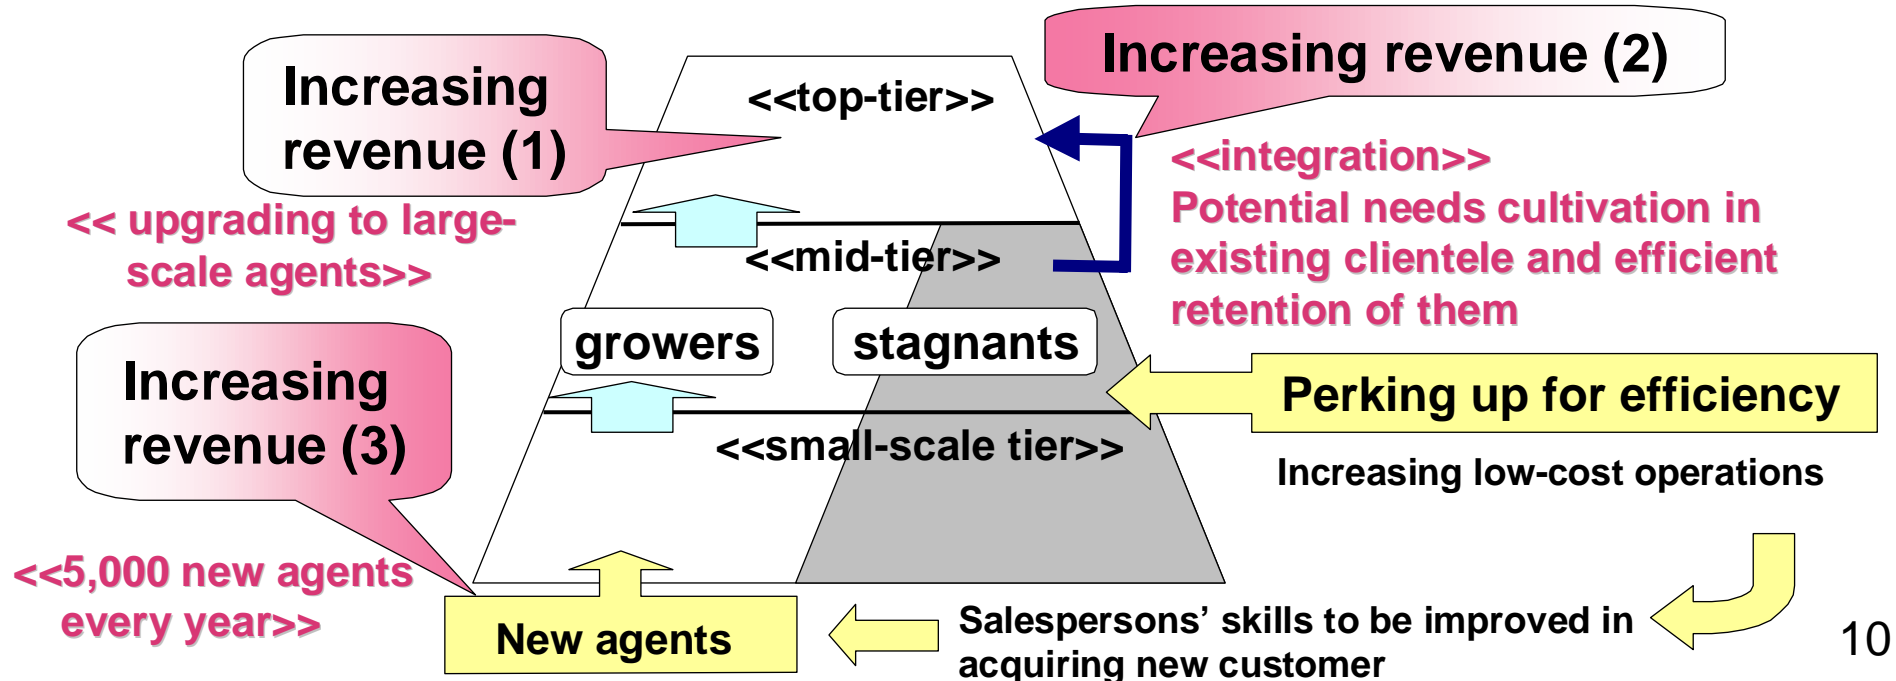 Increasing
revenue (1)
<< upgrading to large-
scale agents>>
<<top-tier>>
Increasing revenue (2)
<<integration>>
Potential needs cultivation in
existing clientele and efficient
retention of them
<<mid-tier>>
growers
stagnants
Increasing
revenue (3)
<<5,000 new agents
every year>>
<<small-scale tier>>
Perking up for efficiency
Increasing low-cost operations
New agents
Salespersons’ skills to be improved in
acquiring new customer
10